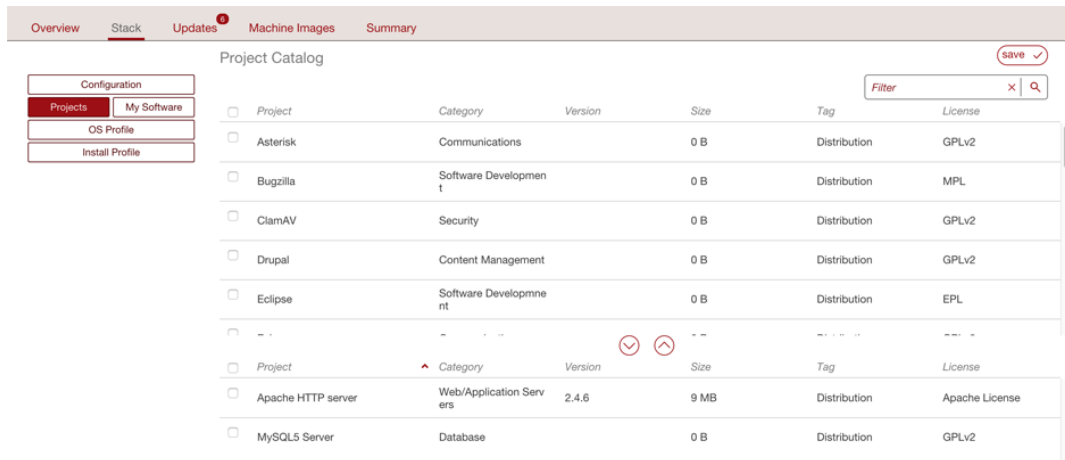 Overview Stack Updates 6 Machine Images Summary
Project Catalog save
Configuration
Projects My Software
OS Profile
Install Profile
Filter
Project Category Version Size Tag License
Asterisk Communications 0 B Distribution GPLv2
Bugzilla Software Developmen
t 0 B Distribution MPL
ClamAV Security 0 B Distribution GPLv2
Drupal Content Management 0 B Distribution GPLv2
Eclipse Software Developmne
nt 0 B Distribution EPL
Project Category Version Size Tag License
Apache HTTP server Web/Application Serv
ers 2.4.6 9 MB Distribution Apache License
MySQL5 Server Database 0 B Distribution GPLv2